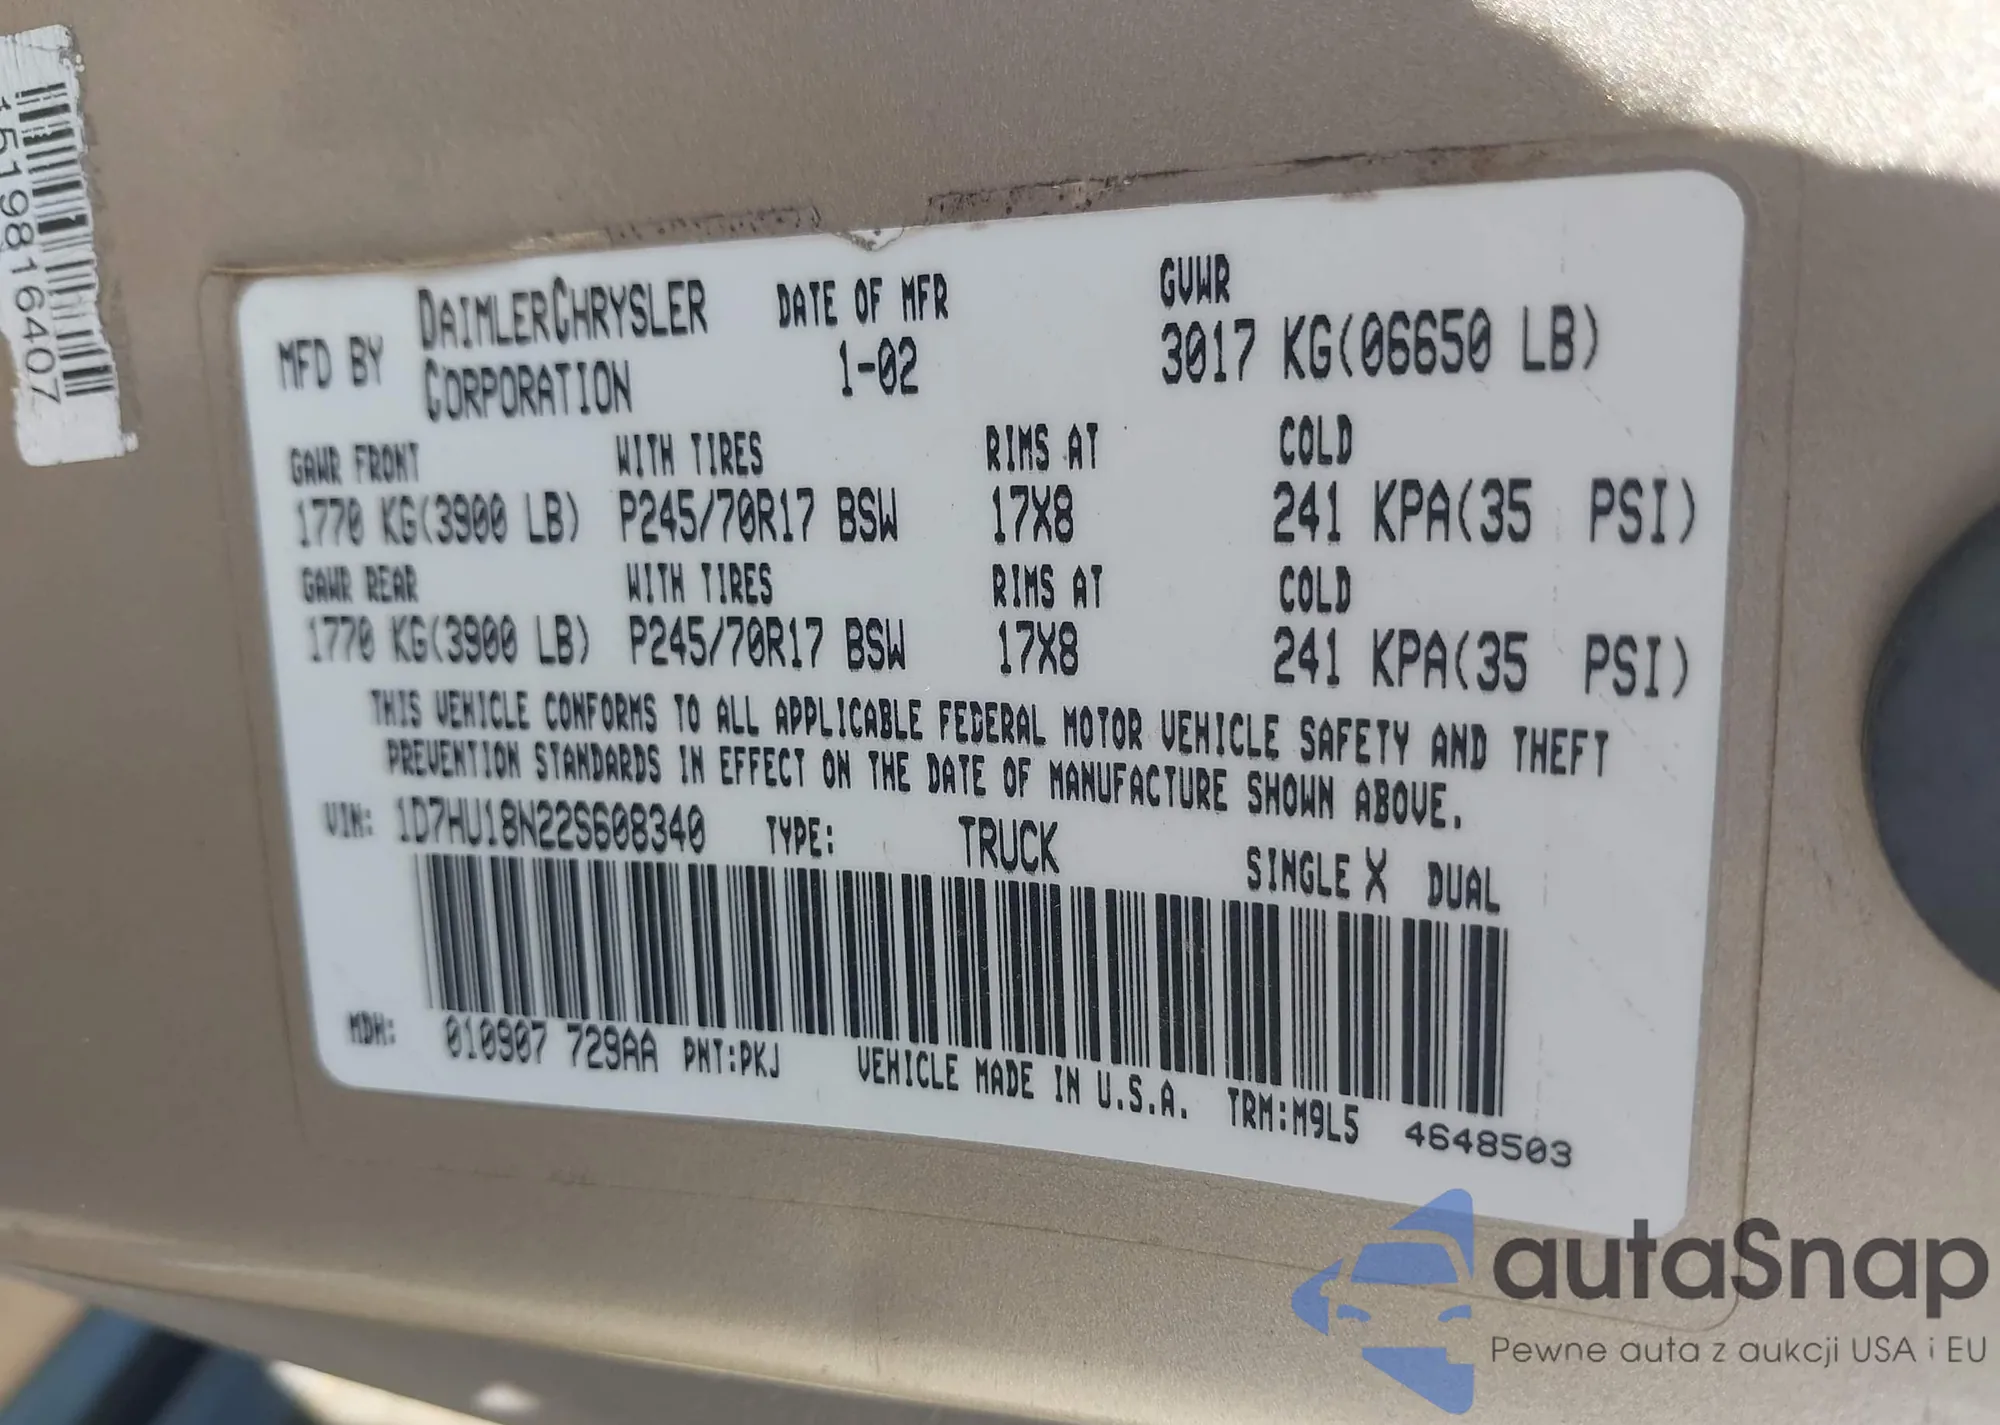 1519816407
MFD BY DAIMLERCHRYSLER CORPORATION
DATE OF MFR
1-02
GVWR
3017 KG(06650 LB)
GAWR FRONT WITH TIRES RIMS AT COLD
1770 KG(3900 LB) P245/70R17 BSW 17X8 241 KPA(35 PSI)
GAWR REAR WITH TIRES RIMS AT COLD
1770 KG(3900 LB) P245/70R17 BSW 17X8 241 KPA(35 PSI)
THIS VEHICLE CONFORMS TO ALL APPLICABLE FEDERAL MOTOR VEHICLE SAFETY AND THEFT
PREVENTION STANDARDS IN EFFECT ON THE DATE OF MANUFACTURE SHOWN ABOVE.
VIN: 1D7HU18N22S608340 TYPE: TRUCK SINGLE X DUAL
MDH: 010907 729AA PNT:PKJ VEHICLE MADE IN U.S.A. TRM:M9L5 4648503
autaSnap
Pewne auta z aukcji USA i EU